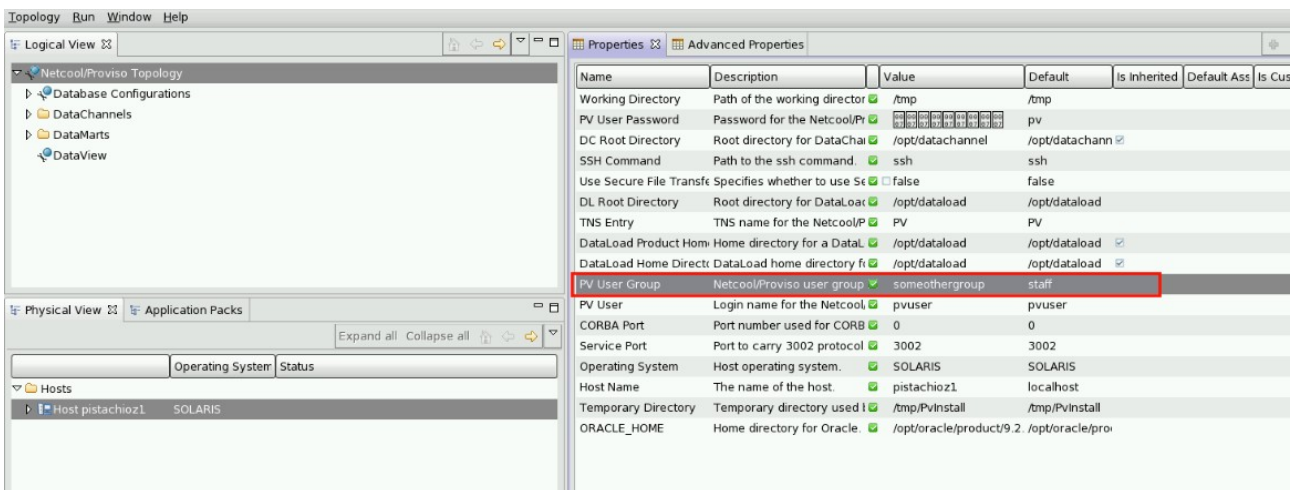 Topology Run Window Help
Logical View
Netcool/Proviso Topology
Database Configurations
DataChannels
DataMarts
DataView
Physical View Application Packs
Expand all Collapse all
Operating System Status
Hosts
Host pistachioz1 SOLARIS
Properties Advanced Properties
Name Description Value Default Is Inherited Default Ass Is Cus
Working Directory Path of the working director /tmp /tmp
PV User Password Password for the Netcool/Pr pv
DC Root Directory Root directory for DataChai /opt/datachannel /opt/datachann
SSH Command Path to the ssh command. ssh ssh
Use Secure File Transfe Specifies whether to use Se false false
DL Root Directory Root directory for DataLoac /opt/dataload /opt/dataload
TNS Entry TNS name for the Netcool/P PV PV
DataLoad Product Hom Home directory for a DataL /opt/dataload /opt/dataload
DataLoad Home Directo DataLoad home directory fo /opt/dataload /opt/dataload
PV User Group Netcool/Proviso user group someothergroup staff
PV User Login name for the Netcool, pvuser pvuser
CORBA Port Port number used for CORB 0 0
Service Port Port to carry 3002 protocol 3002 3002
Operating System Host operating system. SOLARIS SOLARIS
Host Name The name of the host. pistachioz1 localhost
Temporary Directory Temporary directory used /tmp/PvInstall /tmp/PvInstall
ORACLE_HOME Home directory for Oracle. /opt/oracle/product/9.2. /opt/oracle/pro